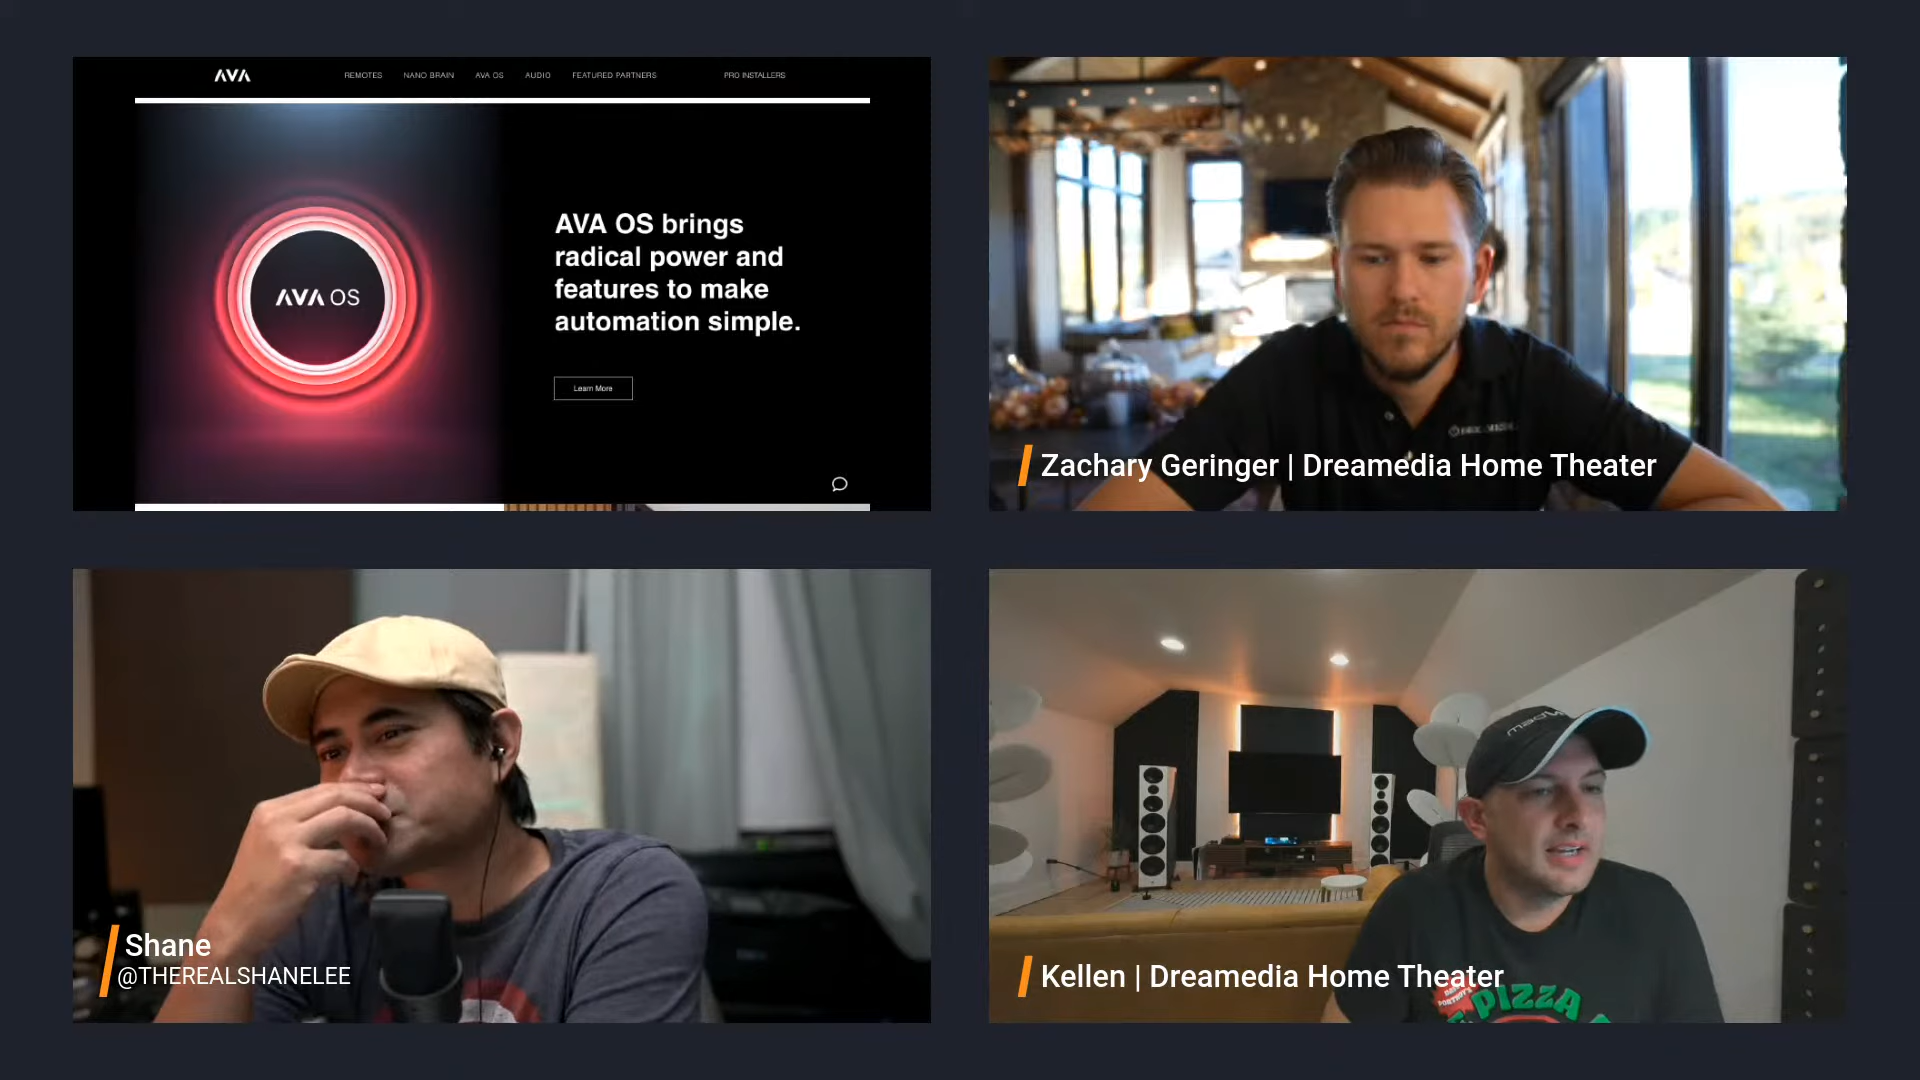 AVA
REMOTES NANO BRAIN AVA OS AUDIO FEATURED PARTNERS PRO INSTALLERS
AVA OS
AVA OS brings
radical power and
features to make
automation simple.
Learn More
Zachary Geringer | Dreamedia Home Theater
Shane
@THEREALSHANELEE
Kellen | Dreamedia Home Theater
PIZZA